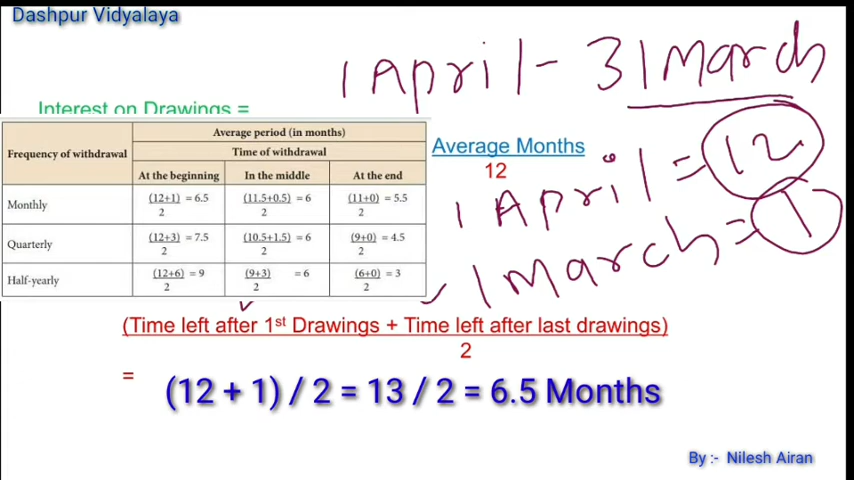 Dashpur Vidyalaya
1 April - 31 March
Interest on Drawings =
Average Months
12
Frequency of withdrawal
Average period (in months)
Time of withdrawal
At the beginning In the middle At the end
Monthly (12+1) = 6.5 (11.5+0.5) = 6 (11+0) = 5.5
2 2 2
Quarterly (12+3) = 7.5 (10.5+1.5) = 6 (9+0) = 4.5
2 2 2
Half-yearly (12+6) = 9 (9+3) = 6 (6+0) = 3
2 2 2
1 April = 12
1 March = 1
(Time left after 1st Drawings + Time left after last drawings)
2
=
(12 + 1) / 2 = 13 / 2 = 6.5 Months
By :- Nilesh Airan